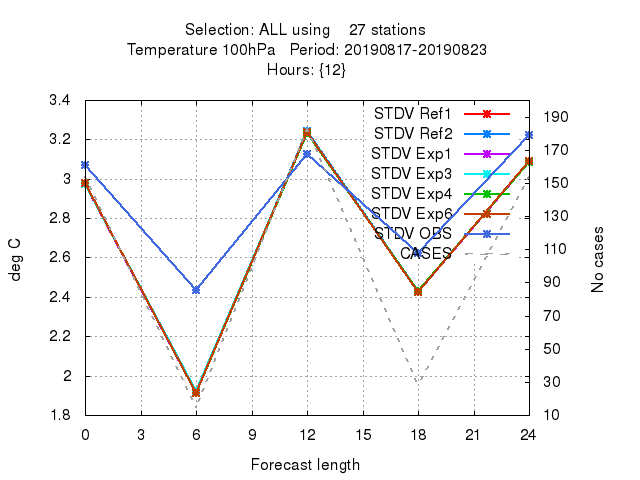 Selection: ALL using    27 stations
Temperature 100hPa   Period: 20190817-20190823
Hours: {12}
3.4
3.2
3
2.8
2.6
2.4
2.2
2
1.8
deg C
STDV Ref1
STDV Ref2
STDV Exp1
STDV Exp3
STDV Exp4
STDV Exp6
STDV OBS
CASES
190
170
150
130
110
90
70
50
30
10
No cases
0 3 6 9 12 15 18 21 24
Forecast length